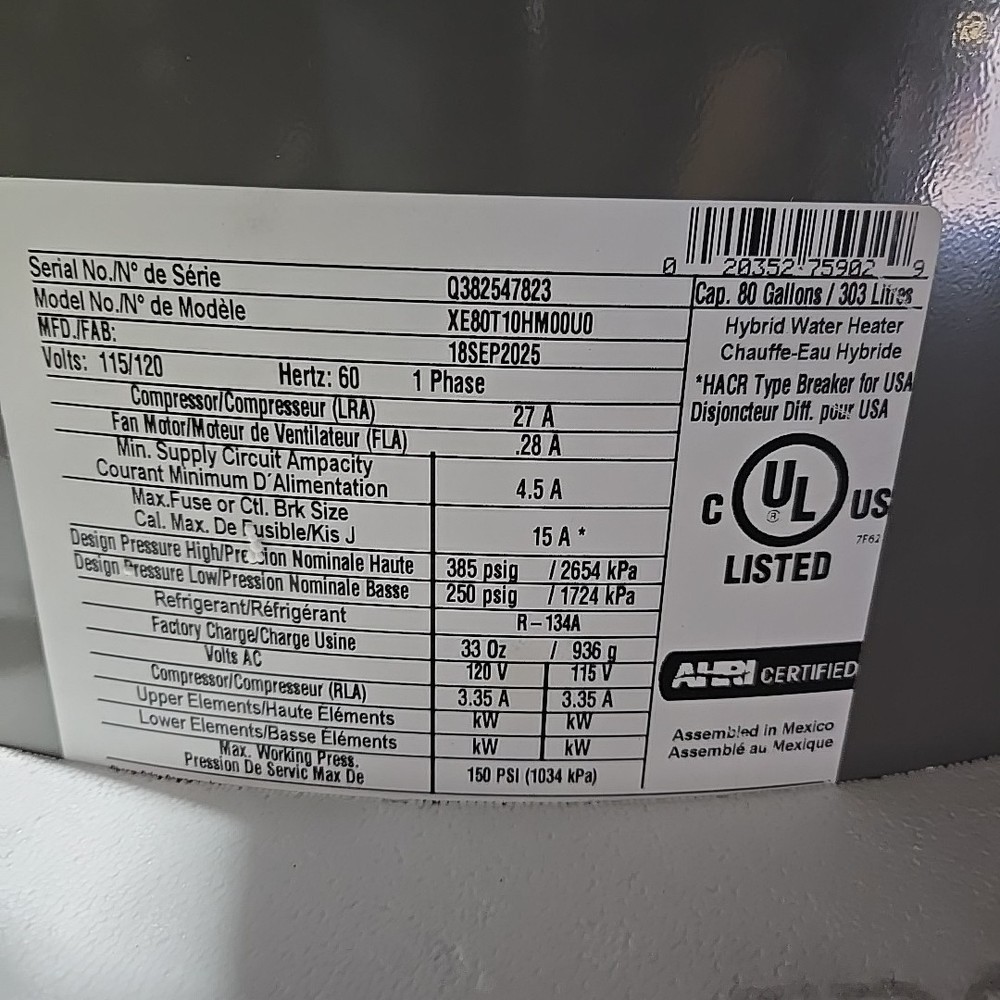 0 20352 75902 9
Serial No./N° de Série Q382547823
Model No./N° de Modèle XE80T10HM00U0
MFD./FAB: 18SEP2025
Volts: 115/120 Hertz: 60 1 Phase
Compressor/Compresseur (LRA) 27 A
Fan Motor/Moteur de Ventilateur (FLA) .28 A
Min. Supply Circuit Ampacity
Courant Minimum D´Alimentation 4.5 A
Max.Fuse or Ctl. Brk Size
Cal. Max. De Fusible/Kis J 15 A *
Design Pressure High/Pression Nominale Haute 385 psig / 2654 kPa
Design Pressure Low/Pression Nominale Basse 250 psig / 1724 kPa
Refrigerant/Réfrigérant R-134A
Factory Charge/Charge Usine 33 Oz / 936 g
Volts AC 120 V 115 V
Compressor/Compresseur (RLA) 3.35 A 3.35 A
Upper Elements/Haute Éléments kW kW
Lower Elements/Basse Éléments kW kW
Max. Working Press.
Pression De Servic Max De 150 PSI (1034 kPa)
Cap. 80 Gallons / 303 Litres
Hybrid Water Heater
Chauffe-Eau Hybride
*HACR Type Breaker for USA
Disjoncteur Diff. pour USA
C UL ® US
7F62
LISTED
AHRI CERTIFIED
Assembled in Mexico
Assemblé au Mexique